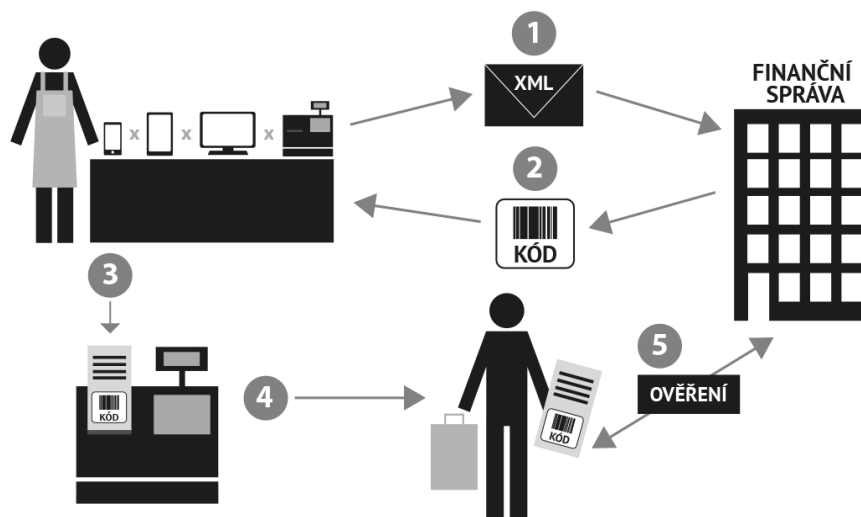 1
XML
FINANČNÍ
SPRÁVA
x x x
2
KÓD
3
KÓD
4
5
OVĚŘENÍ
KÓD